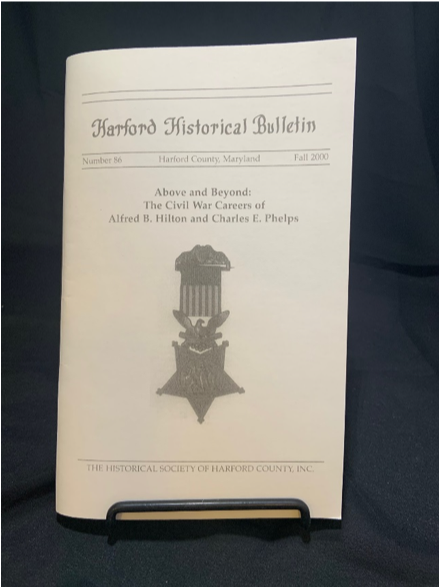 Harford Historical Bulletin
Number 86 Harford County, Maryland Fall 2000
Above and Beyond:
The Civil War Careers of
Alfred B. Hilton and Charles E. Phelps
THE HISTORICAL SOCIETY OF HARFORD COUNTY, INC.